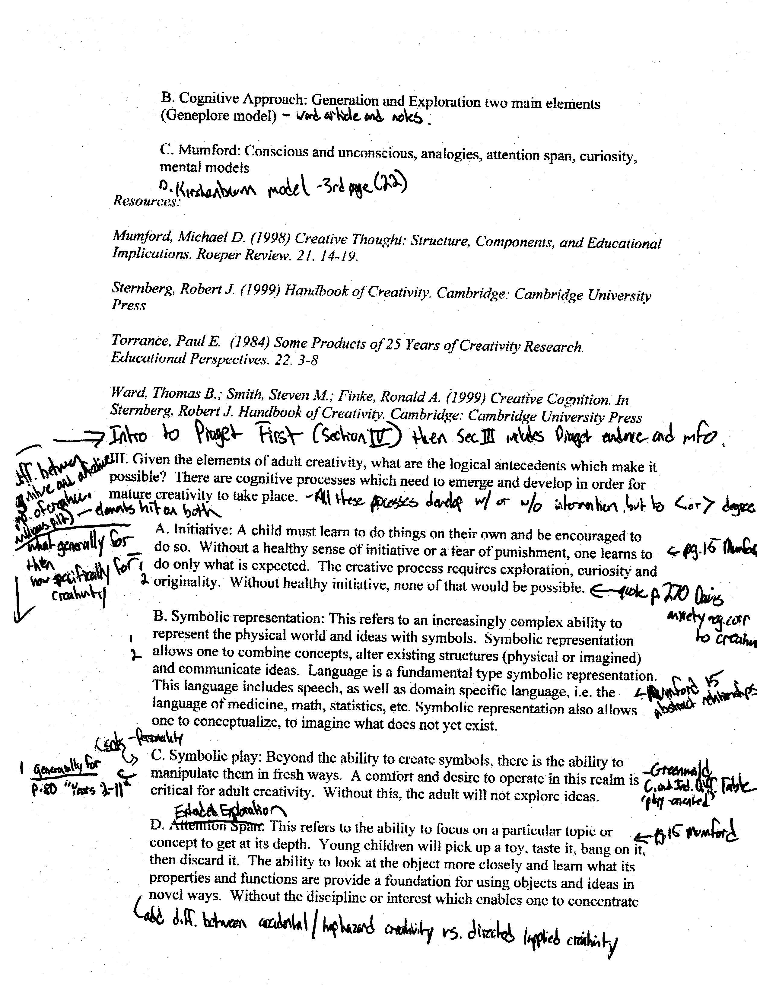 B. Cognitive Approach: Generation and Exploration two main elements
(Geneplore model) – Ward article and notes.
C. Mumford: Conscious and unconscious, analogies, attention span, curiosity,
mental models
D. Kirshenbaum model - 3rd page (22)
Resources:
Mumford, Michael D. (1998) Creative Thought: Structure, Components, and Educational
Implications. Roeper Review. 21. 14-19.
Sternberg, Robert J. (1999) Handbook of Creativity. Cambridge: Cambridge University
Press
Torrance, Paul E. (1984) Some Products of 25 Years of Creativity Research.
Educational Perspectives. 22. 3-8
Ward, Thomas B.; Smith, Steven M.; Finke, Ronald A. (1999) Creative Cognition. In
Sternberg, Robert J. Handbook of Creativity. Cambridge: Cambridge University Press
→ Intro to Piaget First (Section IV) then Sec. III includes Piaget and info.
diff. between
cognitive and affective
of creative.
p.12) – elements hit on both
III. Given the elements of adult creativity, what are the logical antecedents which make it
possible? There are cognitive processes which need to emerge and develop in order for
mature creativity to take place. - All these processes develop w/ or w/o intervention, but to < or > degree
what generally for
then
how specifically for
creativity
A. Initiative: A child must learn to do things on their own and be encouraged to
do so. Without a healthy sense of initiative or a fear of punishment, one learns to ← pg. 15 Mumford
1 do only what is expected. The creative process requires exploration, curiosity and
2 originality. Without healthy initiative, none of that would be possible. ← quote p. 270 Davis
anxiety neg. corr
to
B. Symbolic representation: This refers to an increasingly complex ability to
1 represent the physical world and ideas with symbols. Symbolic representation
2 allows one to combine concepts, alter existing structures (physical or imagined)
and communicate ideas. Language is a fundamental type symbolic representation.
This language includes speech, as well as domain specific language, i.e. the ← Mumford 15
abstract relationships
language of medicine, math, statistics, etc. Symbolic representation also allows
one to conceptualize, to imagine what does not yet exist.
- Personality
1 Generally for
p. 80 "Years 2-11"
C. Symbolic play: Beyond the ability to create symbols, there is the ability to
manipulate them in fresh ways. A comfort and desire to operate in this realm is
critical for adult creativity. Without this, the adult will not explore ideas.
- Greenwald
C. and Ind. Diff. Table
"play-oriented"
Extended Exploration
D. Attention Span: This refers to the ability to focus on a particular topic or ← pg. 15 Mumford
concept to get at its depth. Young children will pick up a toy, taste it, bang on it,
then discard it. The ability to look at the object more closely and learn what its
properties and functions are provide a foundation for using objects and ideas in
novel ways. Without the discipline or interest which enables one to concentrate
add diff. between accidental / haphazard creativity vs. directed / applied creativity